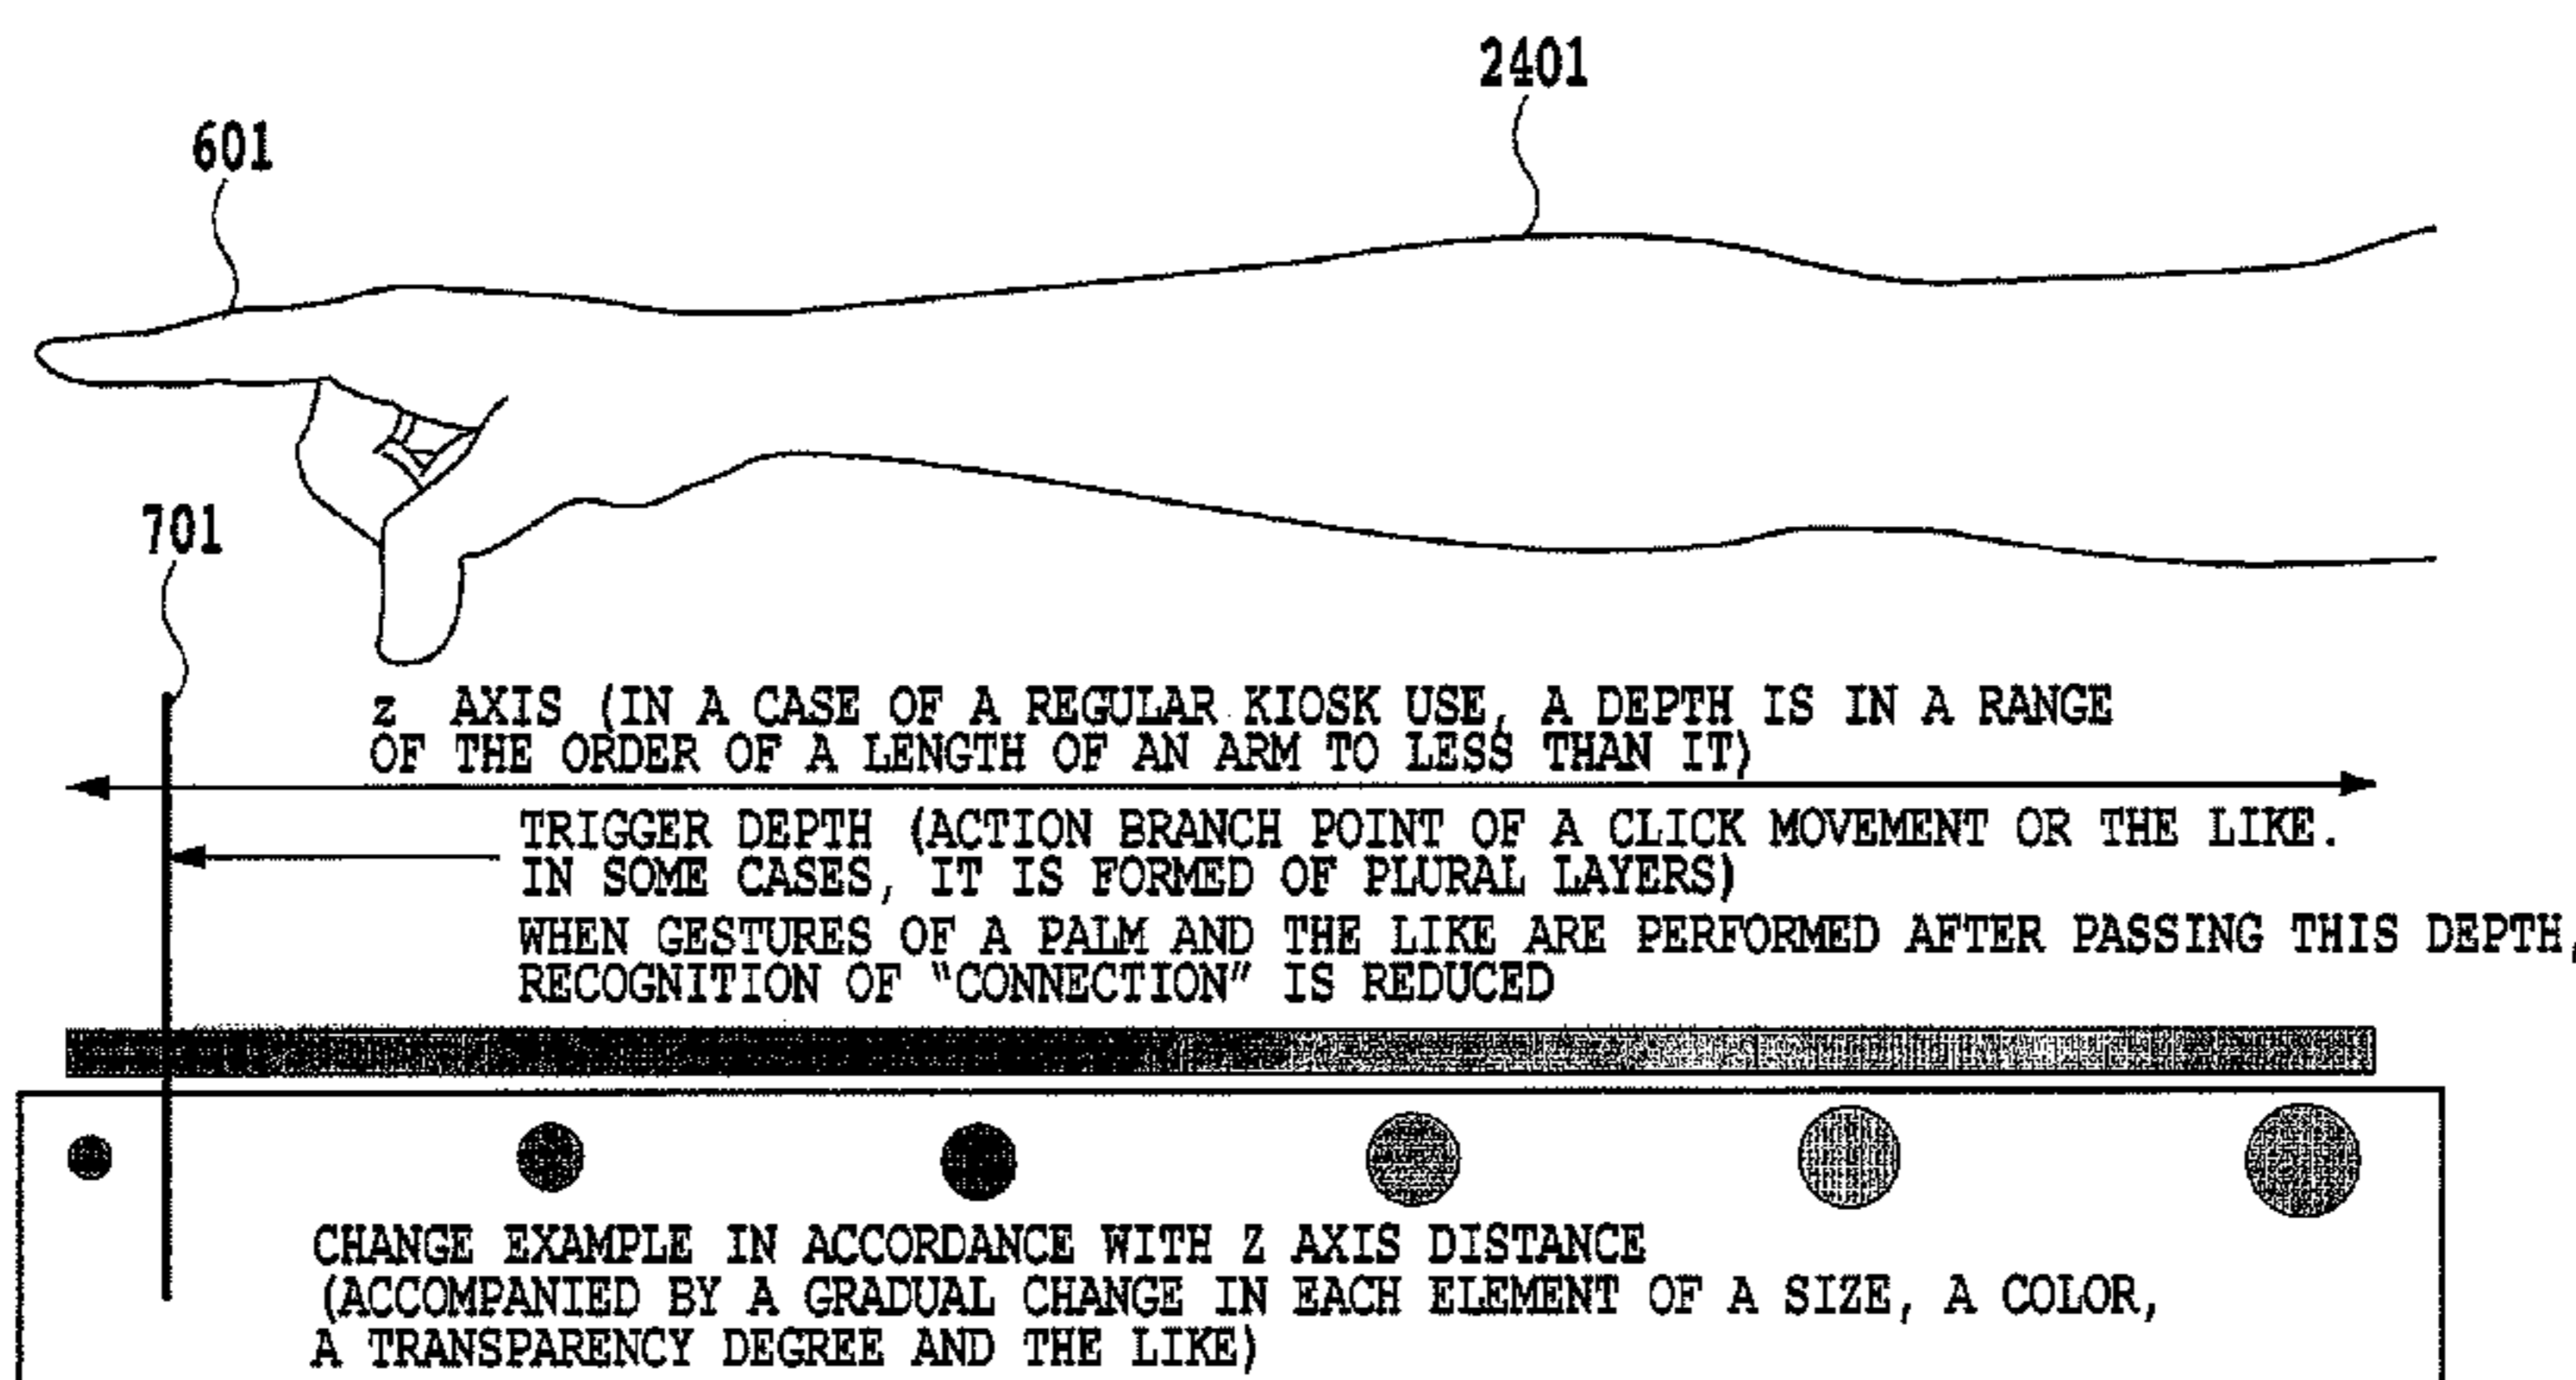 2401
601
701
z AXIS (IN A CASE OF A REGULAR KIOSK USE, A DEPTH IS IN A RANGE
OF THE ORDER OF A LENGTH OF AN ARM TO LESS THAN IT)
TRIGGER DEPTH (ACTION BRANCH POINT OF A CLICK MOVEMENT OR THE LIKE.
IN SOME CASES, IT IS FORMED OF PLURAL LAYERS)
WHEN GESTURES OF A PALM AND THE LIKE ARE PERFORMED AFTER PASSING THIS DEPTH,
RECOGNITION OF "CONNECTION" IS REDUCED
CHANGE EXAMPLE IN ACCORDANCE WITH Z AXIS DISTANCE
(ACCOMPANIED BY A GRADUAL CHANGE IN EACH ELEMENT OF A SIZE, A COLOR,
A TRANSPARENCY DEGREE AND THE LIKE)